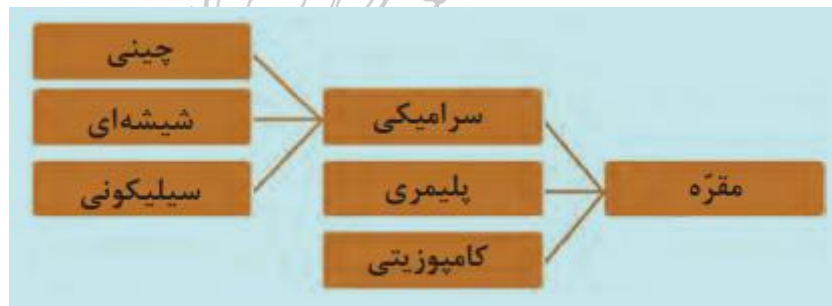 مقرّه
سرامیکی
پلیمری
کامپوزیتی
چینی
شیشه‌ای
سیلیکونی